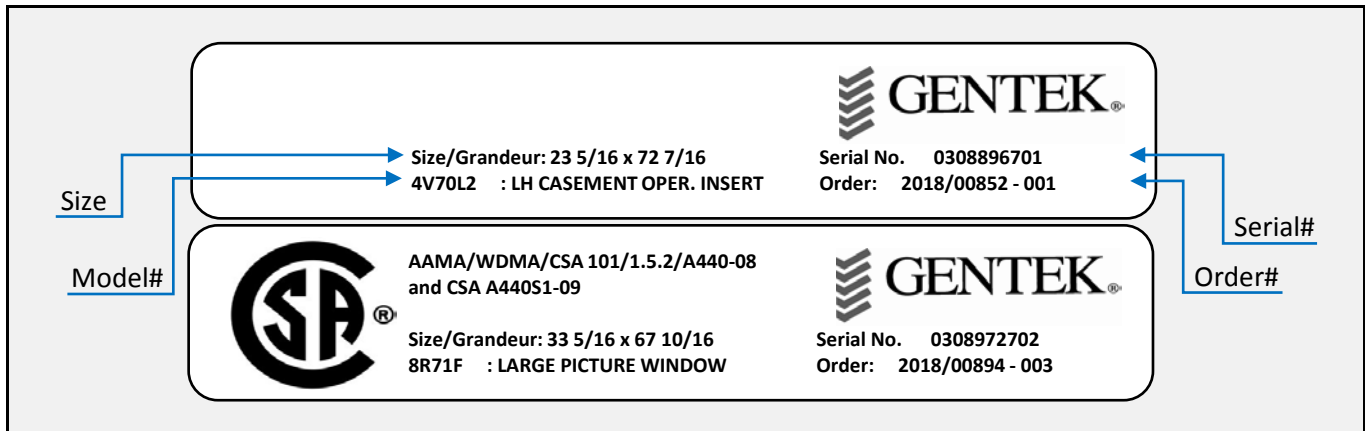 GENTEK®
Size/Grandeur: 23 5/16 x 72 7/16
4V70L2 : LH CASEMENT OPER. INSERT
Serial No. 0308896701
Order: 2018/00852 - 001
Size
Model#
Serial#
Order#
CSA®
AAMA/WDMA/CSA 101/1.5.2/A440-08
and CSA A440S1-09
Size/Grandeur: 33 5/16 x 67 10/16
8R71F : LARGE PICTURE WINDOW
GENTEK®
Serial No. 0308972702
Order: 2018/00894 - 003